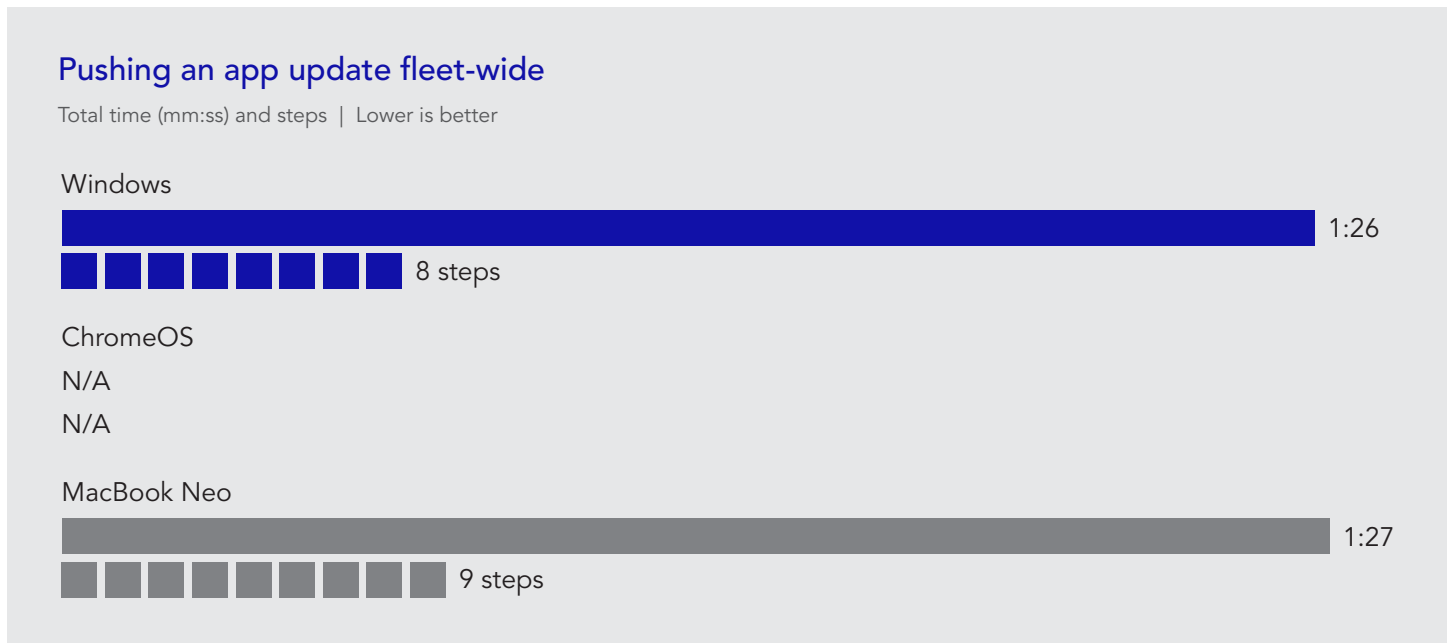 Pushing an app update fleet-wide
Total time (mm:ss) and steps | Lower is better
Windows
1:26
8 steps
ChromeOS
N/A
N/A
MacBook Neo
1:27
9 steps